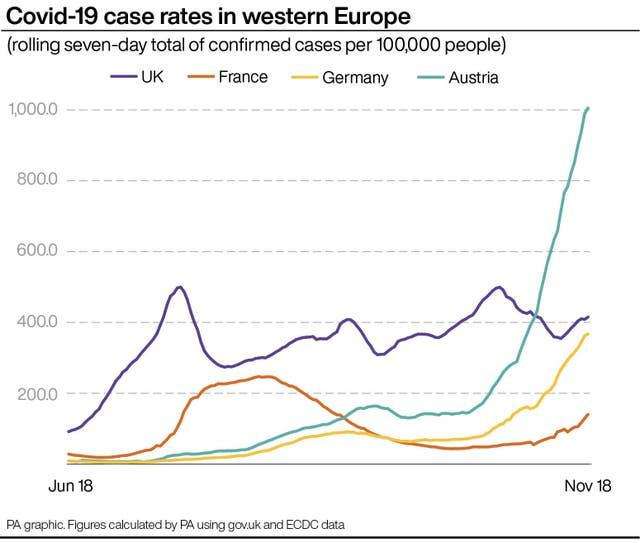 Covid-19 case rates in western Europe
(rolling seven-day total of confirmed cases per 100,000 people)
UK France Germany Austria
1,000.0
800.0
600.0
400.0
200.0
Jun 18 Nov 18
PA graphic. Figures calculated by PA using gov.uk and ECDC data